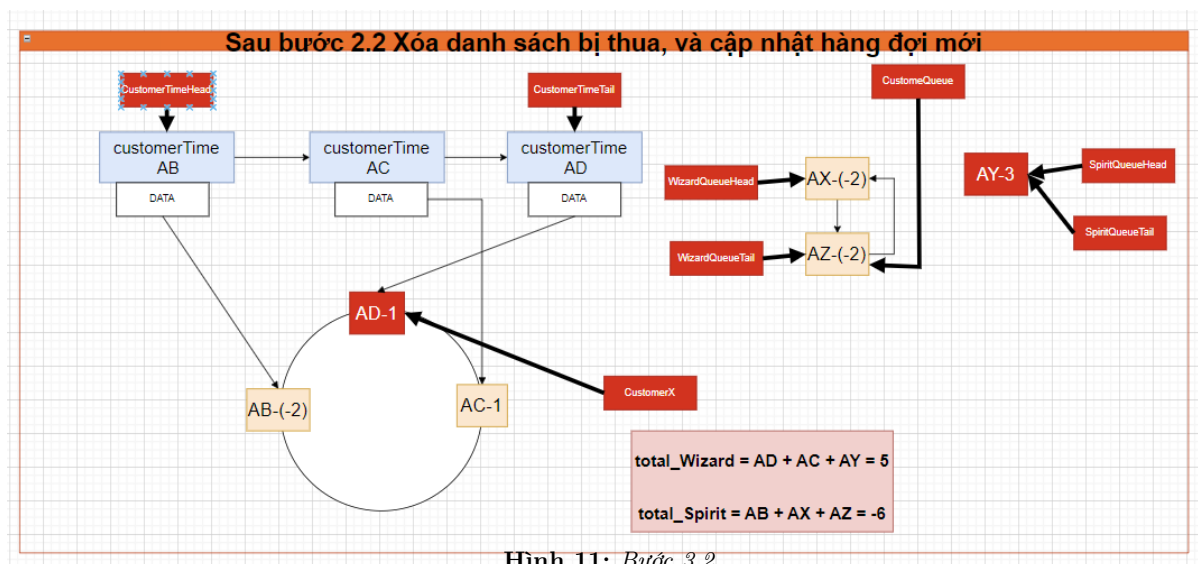 Sau bước 2.2 Xóa danh sách bị thua, và cập nhật hàng đợi mới
CustomerTimeHead
CustomerTimeTail
CustomeQueue
customerTime
AB
customerTime
AC
customerTime
AD
DATA
DATA
DATA
WizardQueueHead
AX-(-2)
AY-3
SpiritQueueHead
SpiritQueueTail
WizardQueueTail
AZ-(-2)
AD-1
CustomerX
AB-(-2)
AC-1
total_Wizard = AD + AC + AY = 5
total_Spirit = AB + AX + AZ = -6
Hình 11: Bước 3.2